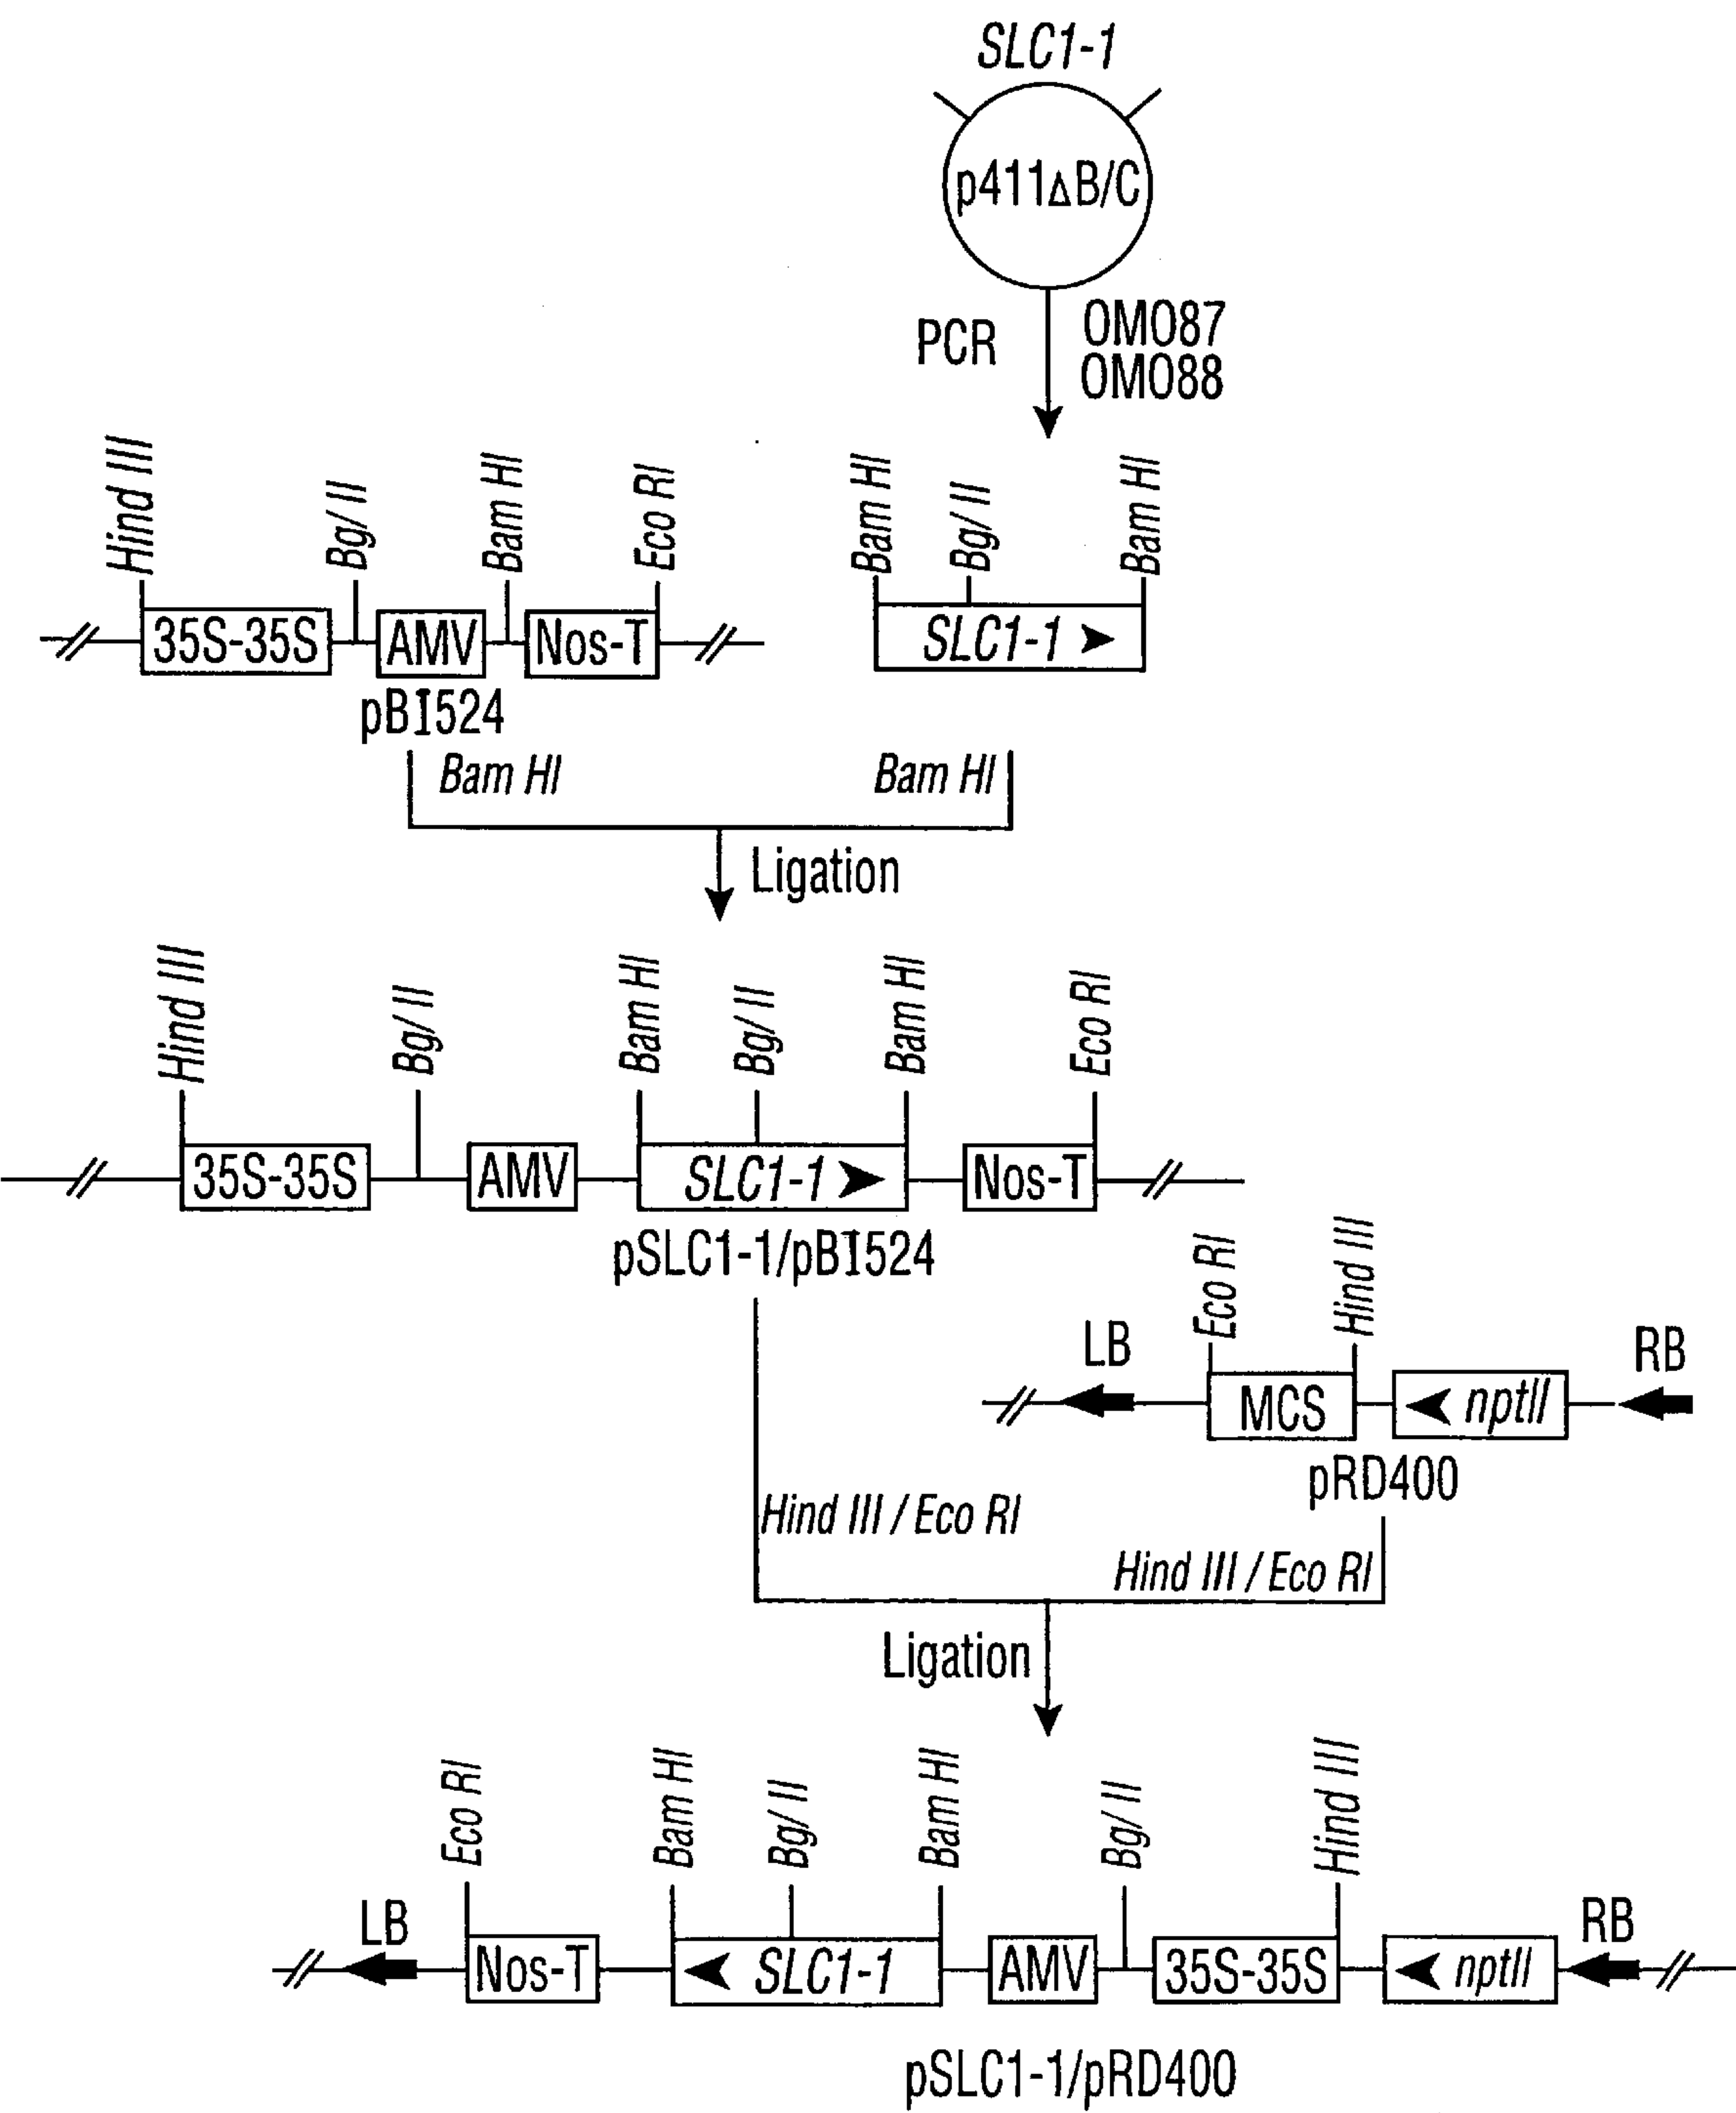 SLC1-1
p411ΔB/C
PCR
OM087
OM088
Hind III
Bgl II
Bam HI
Eco RI
Bam HI
Bgl II
Bam HI
35S-35S
AMV
Nos-T
SLC1-1
pBI524
Bam HI
Bam HI
Ligation
Hind III
Bgl II
Bam HI
Bgl II
Bam HI
Eco RI
35S-35S
AMV
SLC1-1
Nos-T
pSLC1-1/pBI524
Eco RI
Hind III
LB
RB
MCS
nptII
pRD400
Hind III / Eco RI
Hind III / Eco RI
Ligation
Eco RI
Bam HI
Bgl II
Bam HI
Bgl II
Hind III
LB
RB
Nos-T
SLC1-1
AMV
35S-35S
nptII
pSLC1-1/pRD400